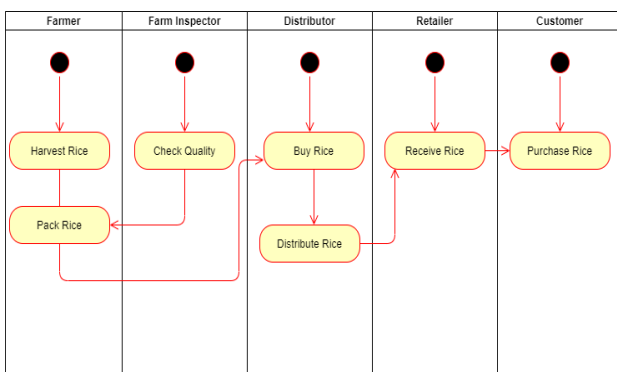 Farmer
Farm Inspector
Distributor
Retailer
Customer
Harvest Rice
Check Quality
Buy Rice
Receive Rice
Purchase Rice
Pack Rice
Distribute Rice